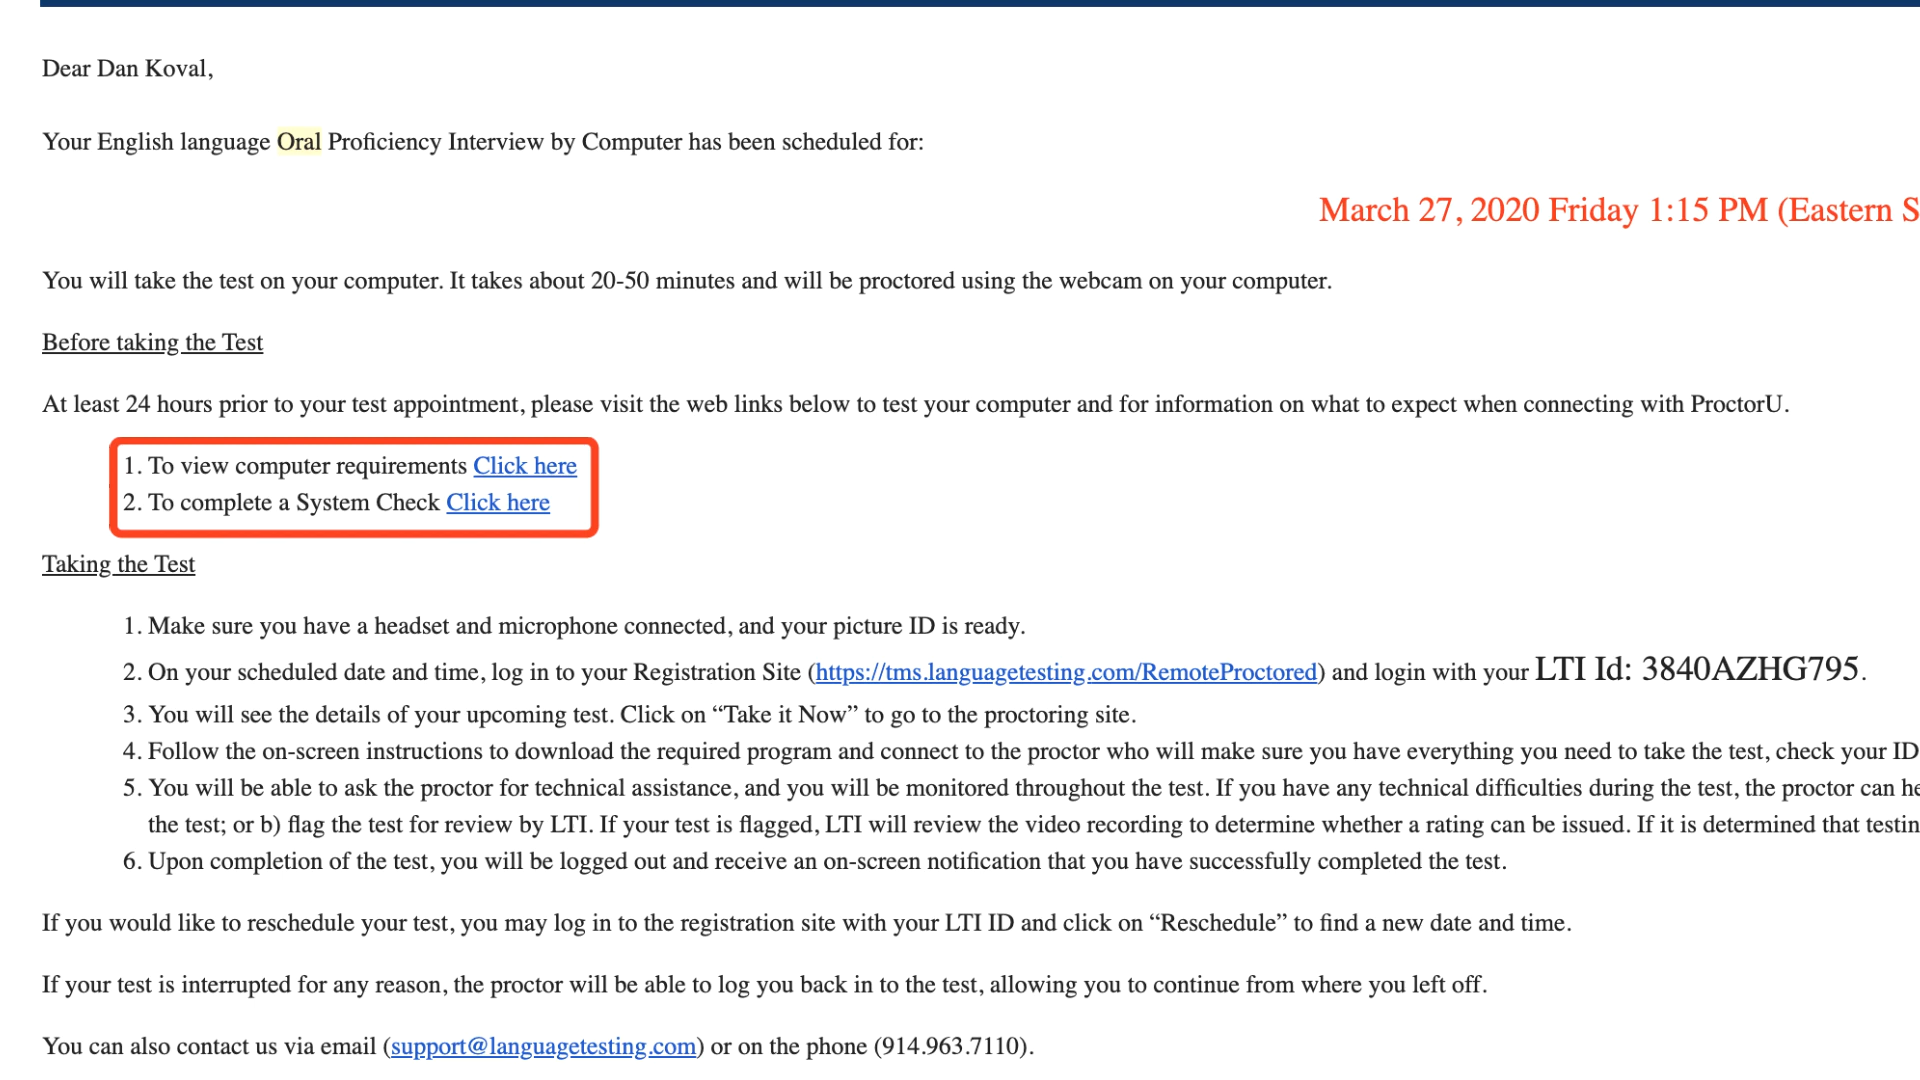 Dear Dan Koval,
Your English language Oral Proficiency Interview by Computer has been scheduled for:
March 27, 2020 Friday 1:15 PM (Eastern S
You will take the test on your computer. It takes about 20-50 minutes and will be proctored using the webcam on your computer.
Before taking the Test
At least 24 hours prior to your test appointment, please visit the web links below to test your computer and for information on what to expect when connecting with ProctorU.
1. To view computer requirements Click here
2. To complete a System Check Click here
Taking the Test
1. Make sure you have a headset and microphone connected, and your picture ID is ready.
2. On your scheduled date and time, log in to your Registration Site (https://tms.languagetesting.com/RemoteProctored) and login with your LTI Id: 3840AZHG795.
3. You will see the details of your upcoming test. Click on “Take it Now” to go to the proctoring site.
4. Follow the on-screen instructions to download the required program and connect to the proctor who will make sure you have everything you need to take the test, check your ID
5. You will be able to ask the proctor for technical assistance, and you will be monitored throughout the test. If you have any technical difficulties during the test, the proctor can he
the test; or b) flag the test for review by LTI. If your test is flagged, LTI will review the video recording to determine whether a rating can be issued. If it is determined that testin
6. Upon completion of the test, you will be logged out and receive an on-screen notification that you have successfully completed the test.
If you would like to reschedule your test, you may log in to the registration site with your LTI ID and click on “Reschedule” to find a new date and time.
If your test is interrupted for any reason, the proctor will be able to log you back in to the test, allowing you to continue from where you left off.
You can also contact us via email (support@languagetesting.com) or on the phone (914.963.7110).